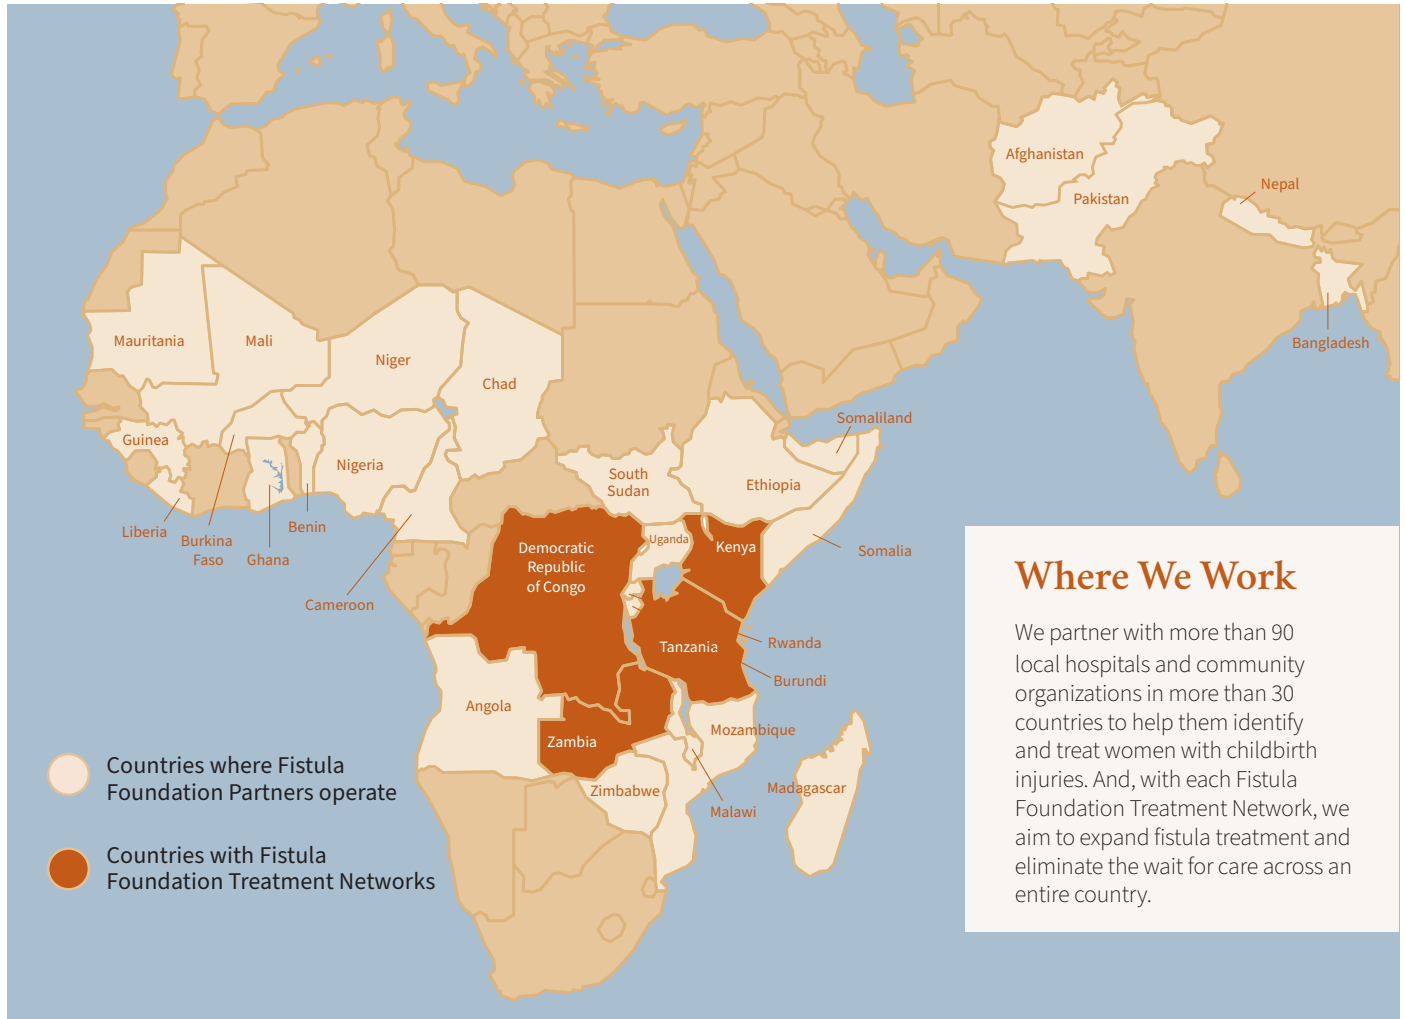 Afghanistan
Pakistan
Nepal
Bangladesh
Mauritania
Mali
Niger
Chad
Guinea
Nigeria
Liberia
Burkina
Faso
Ghana
Benin
Cameroon
South
Sudan
Ethiopia
Somaliland
Somalia
Democratic
Republic
of Congo
Uganda
Kenya
Tanzania
Rwanda
Burundi
Angola
Zambia
Mozambique
Zimbabwe
Malawi
Madagascar
Countries where Fistula
Foundation Partners operate
Countries with Fistula
Foundation Treatment Networks
Where We Work
We partner with more than 90
local hospitals and community
organizations in more than 30
countries to help them identify
and treat women with childbirth
injuries. And, with each Fistula
Foundation Treatment Network, we
aim to expand fistula treatment and
eliminate the wait for care across an
entire country.